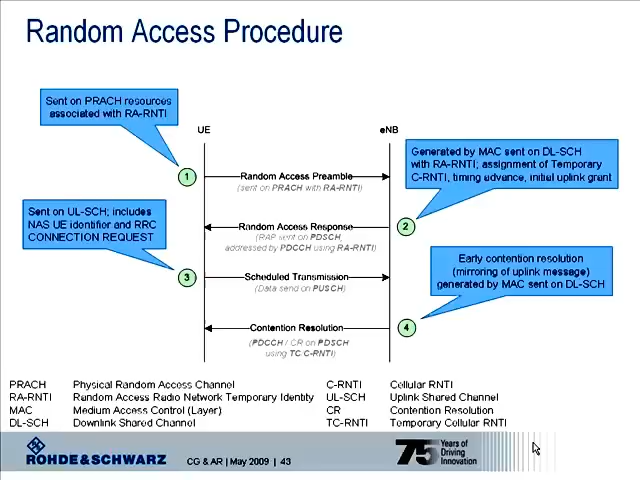 Random Access Procedure
Sent on PRACH resources
associated with RA-RNTI
UE
eNB
Generated by MAC sent on DL-SCH
with RA-RNTI; assignment of Temporary
C-RNTI, timing advance, initial uplink grant
1
Random Access Preamble
(sent on PRACH with RA-RNTI)
Sent on UL-SCH; includes
NAS UE identifier and RRC
CONNECTION REQUEST
Random Access Response
2
(RAP sent on PDSCH,
addressed by PDCCH using RA-RNTI)
Early contention resolution
(mirroring of uplink message)
generated by MAC sent on DL-SCH
3
Scheduled Transmission
(Data send on PUSCH)
Contention Resolution
4
(PDCCH / CR on PDSCH
using TC/C-RNTI)
PRACH Physical Random Access Channel C-RNTI Cellular RNTI
RA-RNTI Random Access Radio Network Temporary Identity UL-SCH Uplink Shared Channel
MAC Medium Access Control (Layer) CR Contention Resolution
DL-SCH Downlink Shared Channel TC-RNTI Temporary Cellular RNTI
ROHDE&SCHWARZ
CG & AR | May 2009 | 43
75 Years of
Driving
Innovation